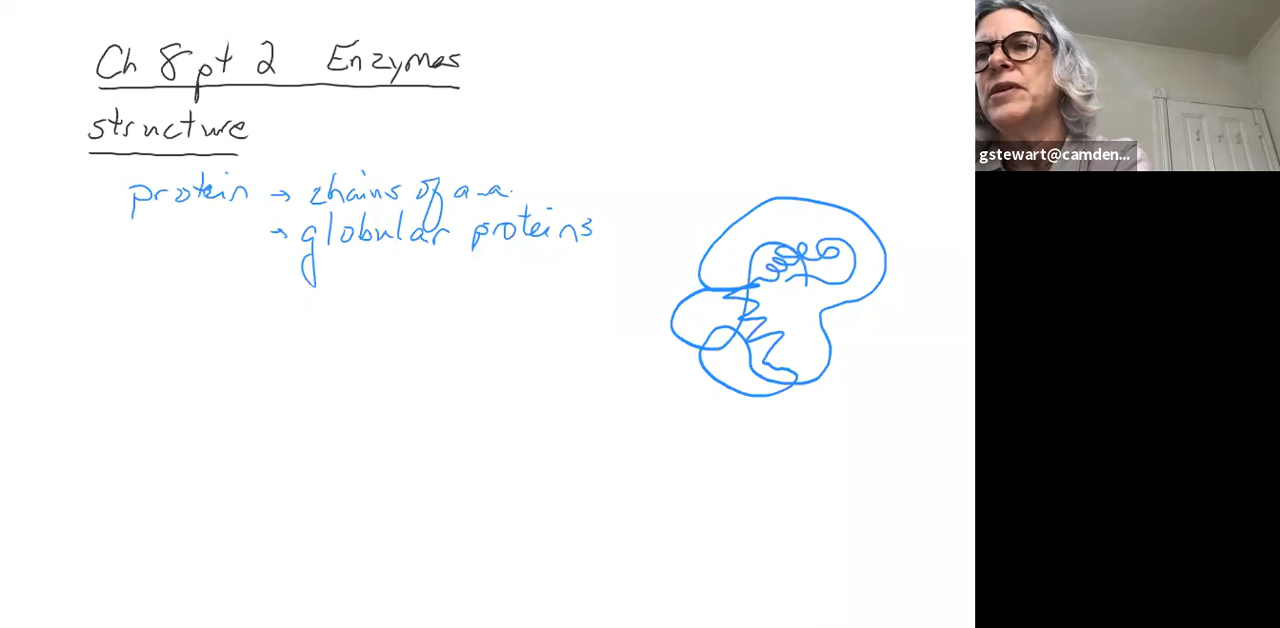 Ch 8 pt 2 Enzymes
structure
protein → chains of a.a.
→ globular proteins
gstewart@camden...